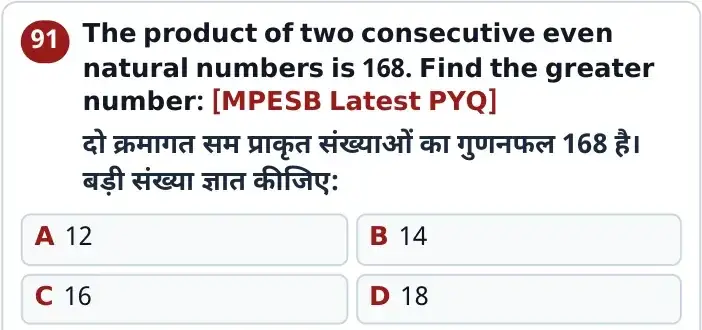 91 The product of two consecutive even
natural numbers is 168. Find the greater
number: [MPESB Latest PYQ]
दो क्रमागत सम प्राकृत संख्याओं का गुणनफल 168 है।
बड़ी संख्या ज्ञात कीजिए:
A 12 B 14
C 16 D 18